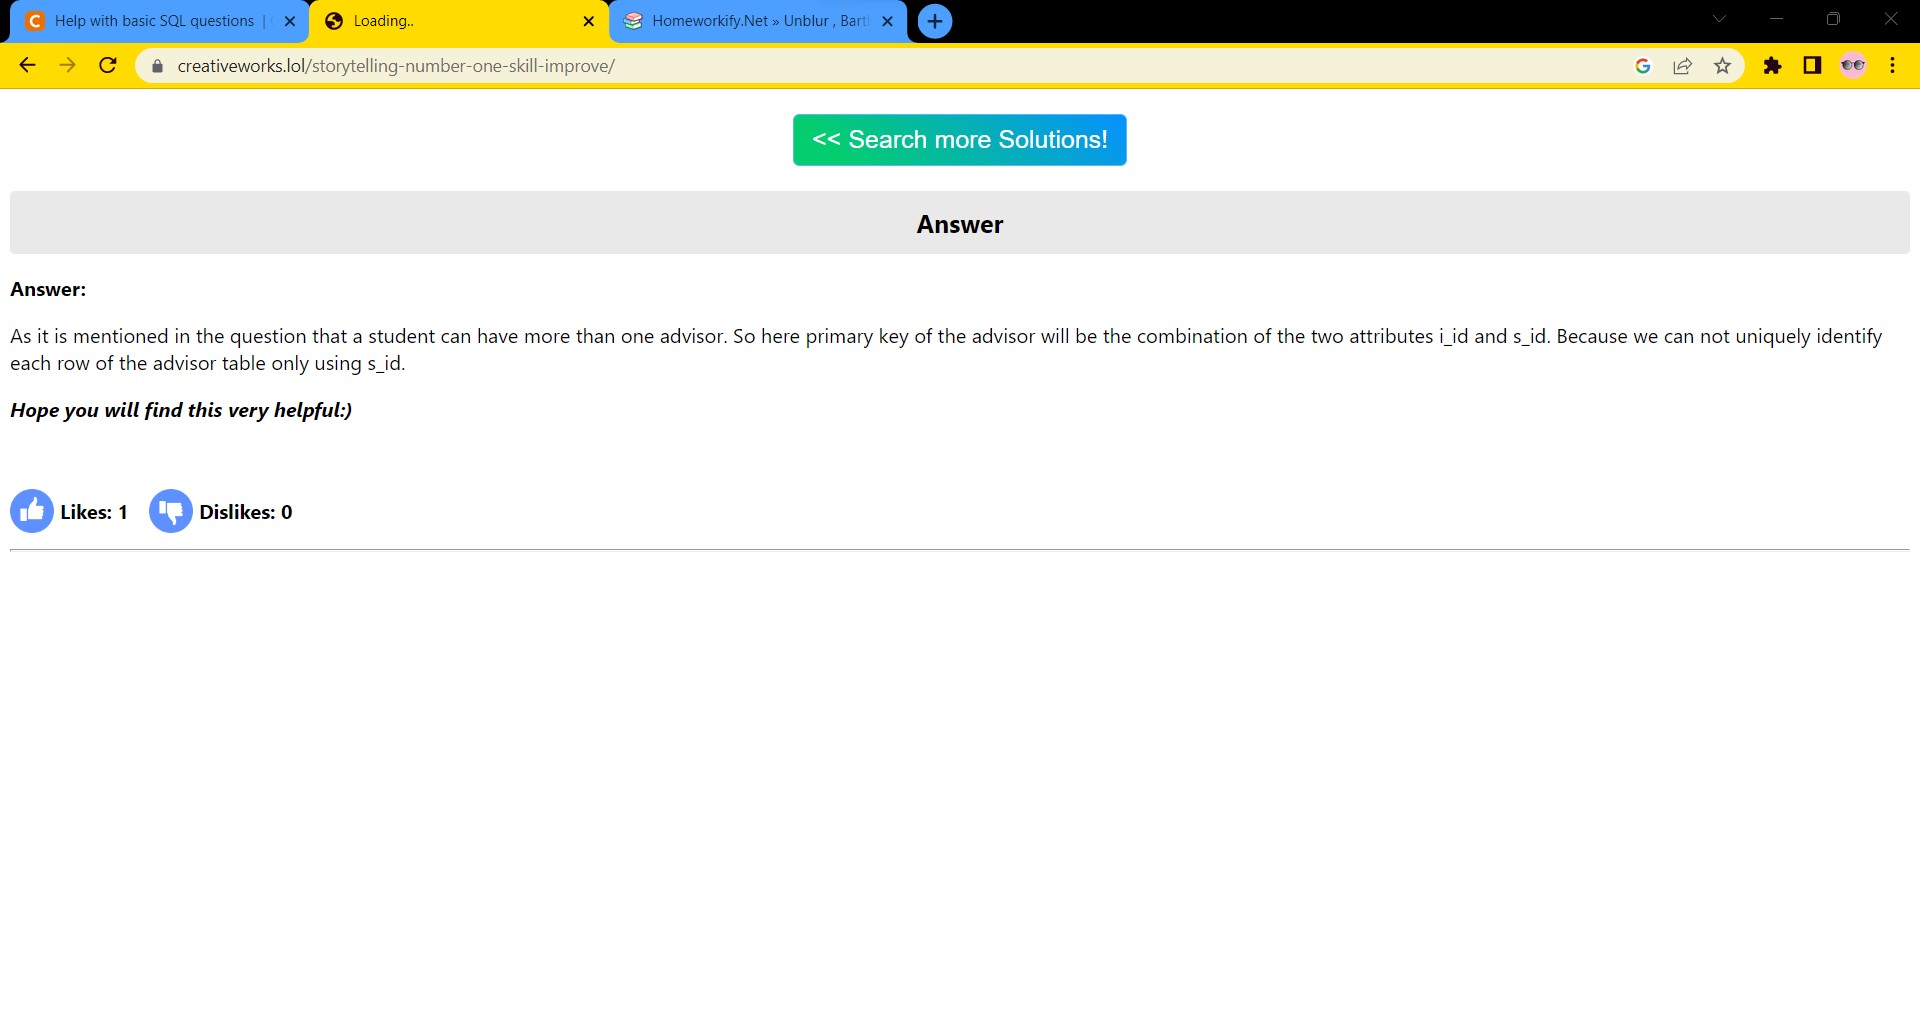 Help with basic SQL questions |
Loading..
Homeworkify.Net » Unblur , Bart
creativeworks.lol/storytelling-number-one-skill-improve/
<< Search more Solutions!
Answer
Answer:
As it is mentioned in the question that a student can have more than one advisor. So here primary key of the advisor will be the combination of the two attributes i_id and s_id. Because we can not uniquely identify
each row of the advisor table only using s_id.
Hope you will find this very helpful:)
Likes: 1 Dislikes: 0